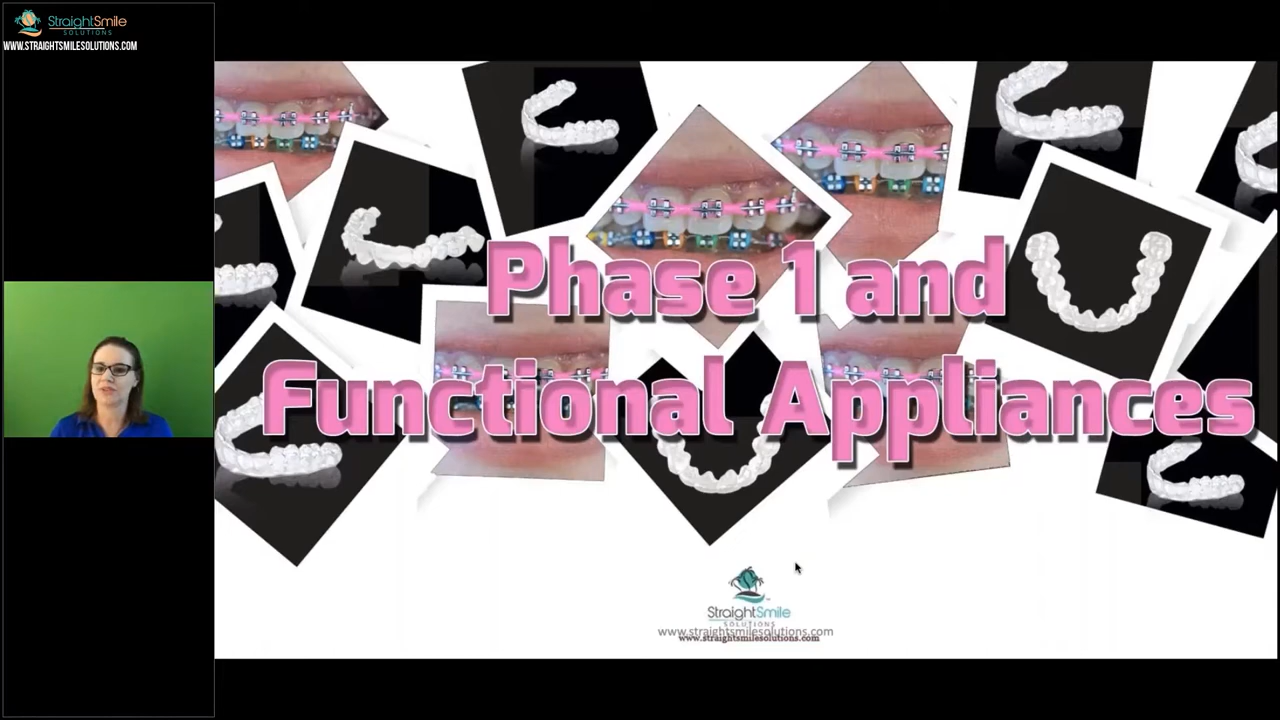 StraightSmile
SOLUTIONS
WWW.STRAIGHTSMILESOLUTIONS.COM
Phase 1 and
Functional Appliances
StraightSmile
SOLUTIONS
www.straightsmilesolutions.com
www.straightsmilesolutions.com